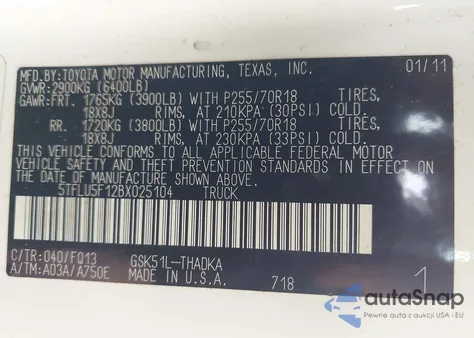 MFD.BY:TOYOTA MOTOR MANUFACTURING, TEXAS, INC. 01/11
GVWR:2900KG (6400LB)
GAWR:FRT. 1765KG (3900LB) WITH P255/70R18 TIRES,
18X8J RIMS, AT 210KPA (30PSI) COLD.
RR. 1720KG (3800LB) WITH P255/70R18 TIRES,
18X8J RIMS, AT 230KPA (33PSI) COLD.
THIS VEHICLE CONFORMS TO ALL APPLICABLE FEDERAL MOTOR
VEHICLE SAFETY AND THEFT PREVENTION STANDARDS IN EFFECT ON
THE DATE OF MANUFACTURE SHOWN ABOVE.
5TFLU5F12BX025104 TRUCK
C/TR:040/FQ13 GSK51L-THADKA
A/TM:A03A/A750E MADE IN U.S.A. 718 1
autaSnap
Pewne auta z USA i EU